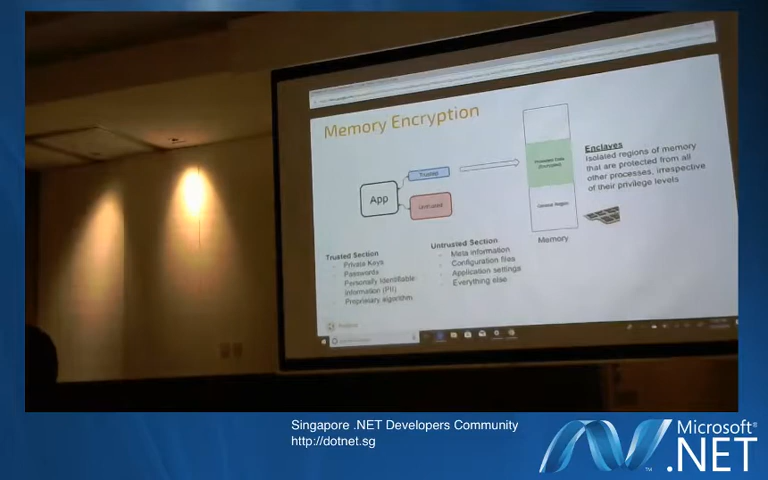 Memory Encryption
App
Trusted
Untrusted
Protected Data
(Encrypted)
General Region
Memory
Enclaves
Isolated regions of memory
that are protected from all
other processes, irrespective
of their privilege levels
Trusted Section
- Private Keys
- Passwords
- Personally Identifiable
Information (PII)
- Proprietary algorithm
Untrusted Section
- Meta information
- Configuration files
- Application settings
- Everything else
Singapore .NET Developers Community
http://dotnet.sg
Microsoft®
.NET